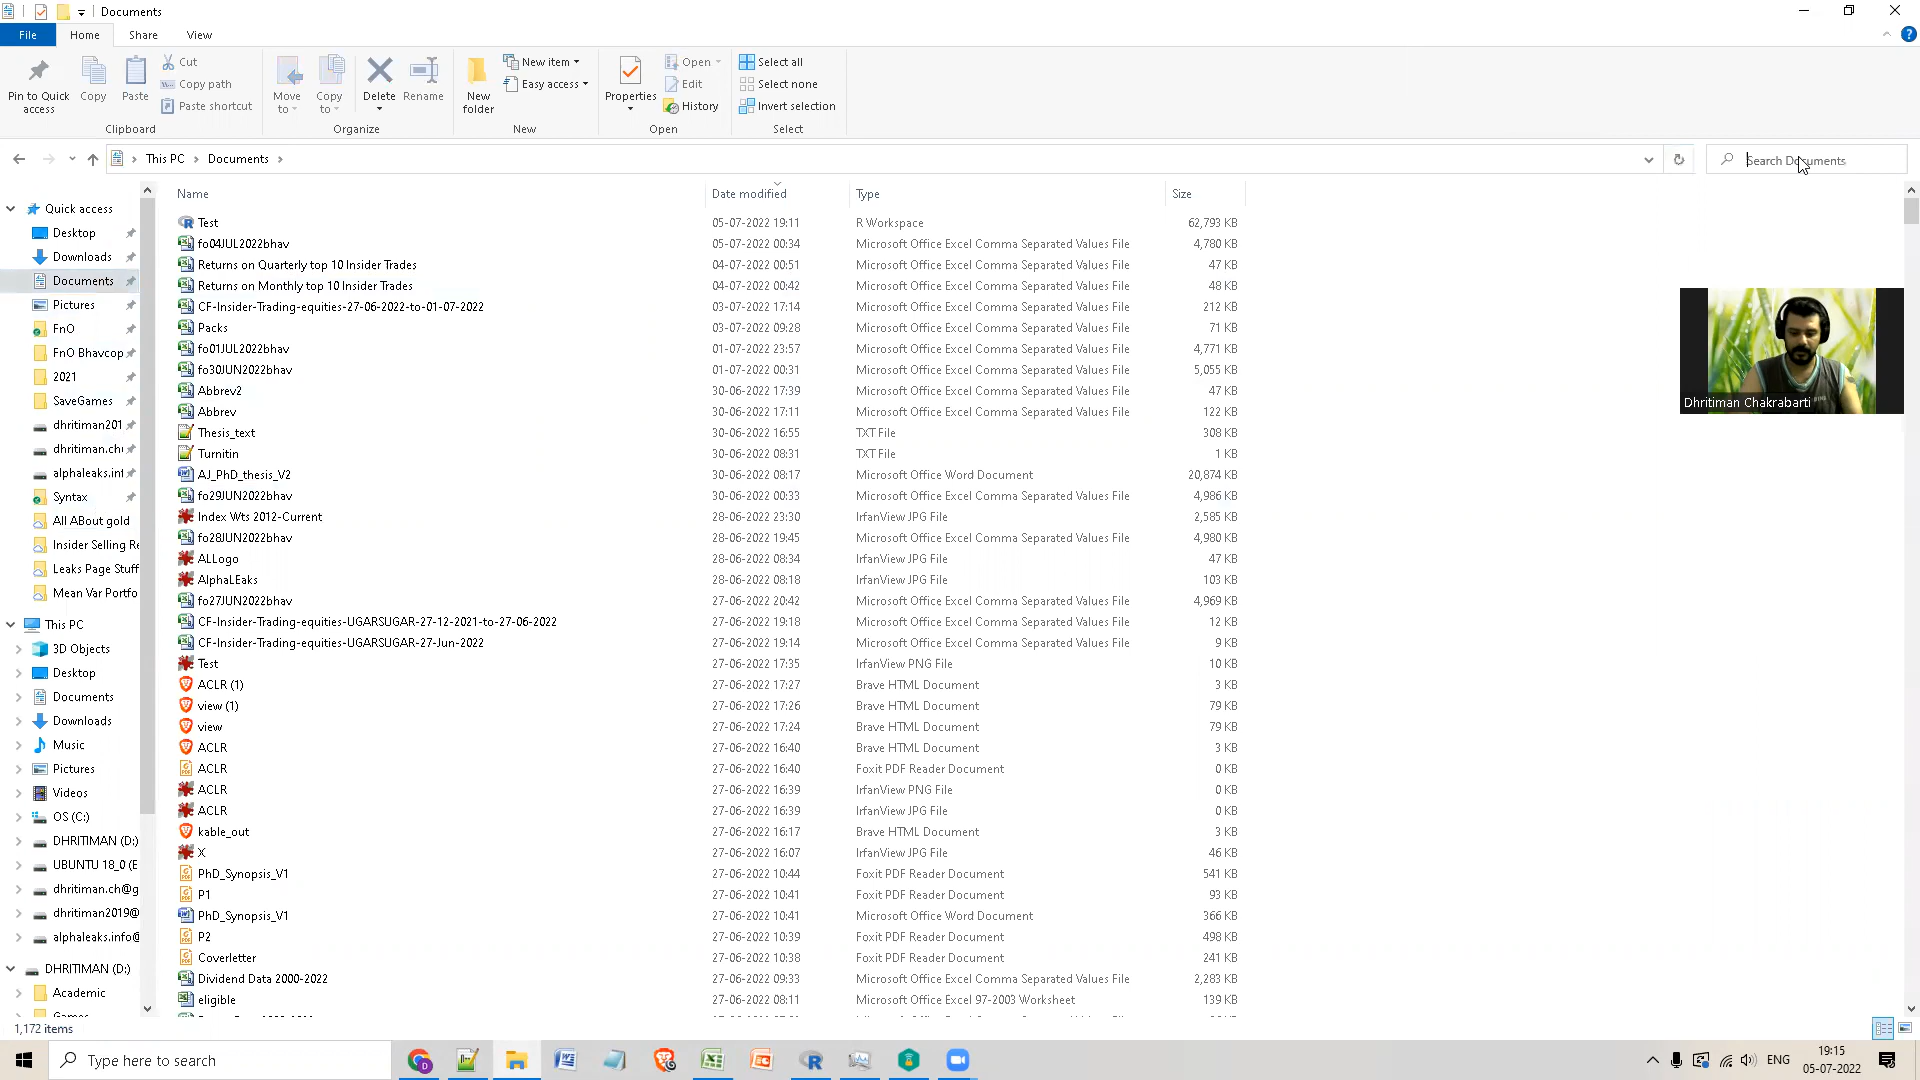 Documents
File Home Share View
Pin to Quick access
Copy
Paste
Cut
Copy path
Paste shortcut
Clipboard
Move to
Copy to
Delete
Rename
Organize
New folder
New item
Easy access
New
Properties
Open
Edit
History
Open
Select all
Select none
Invert selection
Select
This PC Documents
Search Documents
Quick access
Desktop
Downloads
Documents
Pictures
FnO
FnO Bhavcop
2021
SaveGames
dhritiman201
dhritiman.ch
alphaleaks.inf
Syntax
All ABout gold
Insider Selling Re
Leaks Page Stuff
Mean Var Portfo
This PC
3D Objects
Desktop
Documents
Downloads
Music
Pictures
Videos
OS (C:)
DHRITIMAN (D:)
UBUNTU 18_0 (E
dhritiman.ch@g
dhritiman2019@
alphaleaks.info@
DHRITIMAN (D:)
Academic
Name Date modified Type Size
Test 05-07-2022 19:11 R Workspace 62,793 KB
fo04JUL2022bhav 05-07-2022 00:34 Microsoft Office Excel Comma Separated Values File 4,780 KB
Returns on Quarterly top 10 Insider Trades 04-07-2022 00:51 Microsoft Office Excel Comma Separated Values File 47 KB
Returns on Monthly top 10 Insider Trades 04-07-2022 00:42 Microsoft Office Excel Comma Separated Values File 48 KB
CF-Insider-Trading-equities-27-06-2022-to-01-07-2022 03-07-2022 17:14 Microsoft Office Excel Comma Separated Values File 212 KB
Packs 03-07-2022 09:28 Microsoft Office Excel Comma Separated Values File 71 KB
fo01JUL2022bhav 01-07-2022 23:57 Microsoft Office Excel Comma Separated Values File 4,771 KB
fo30JUN2022bhav 01-07-2022 00:31 Microsoft Office Excel Comma Separated Values File 5,055 KB
Abbrev2 30-06-2022 17:39 Microsoft Office Excel Comma Separated Values File 47 KB
Abbrev 30-06-2022 17:11 Microsoft Office Excel Comma Separated Values File 122 KB
Thesis_text 30-06-2022 16:55 TXT File 308 KB
Turnitin 30-06-2022 08:31 TXT File 1 KB
AJ_PhD_thesis_V2 30-06-2022 08:17 Microsoft Office Word Document 20,874 KB
fo29JUN2022bhav 30-06-2022 00:33 Microsoft Office Excel Comma Separated Values File 4,986 KB
Index Wts 2012-Current 28-06-2022 23:30 IrfanView JPG File 2,585 KB
fo28JUN2022bhav 28-06-2022 19:45 Microsoft Office Excel Comma Separated Values File 4,980 KB
ALLogo 28-06-2022 08:34 IrfanView JPG File 47 KB
AlphaLEaks 28-06-2022 08:18 IrfanView JPG File 103 KB
fo27JUN2022bhav 27-06-2022 20:42 Microsoft Office Excel Comma Separated Values File 4,969 KB
CF-Insider-Trading-equities-UGARSUGAR-27-12-2021-to-27-06-2022 27-06-2022 19:18 Microsoft Office Excel Comma Separated Values File 12 KB
CF-Insider-Trading-equities-UGARSUGAR-27-Jun-2022 27-06-2022 19:14 Microsoft Office Excel Comma Separated Values File 9 KB
Test 27-06-2022 17:35 IrfanView PNG File 10 KB
ACLR (1) 27-06-2022 17:27 Brave HTML Document 3 KB
view (1) 27-06-2022 17:26 Brave HTML Document 79 KB
view 27-06-2022 17:24 Brave HTML Document 79 KB
ACLR 27-06-2022 16:40 Brave HTML Document 3 KB
ACLR 27-06-2022 16:40 Foxit PDF Reader Document 0 KB
ACLR 27-06-2022 16:39 IrfanView PNG File 0 KB
ACLR 27-06-2022 16:39 IrfanView JPG File 0 KB
kable_out 27-06-2022 16:17 Brave HTML Document 3 KB
X 27-06-2022 16:07 IrfanView JPG File 46 KB
PhD_Synopsis_V1 27-06-2022 10:44 Foxit PDF Reader Document 541 KB
P1 27-06-2022 10:41 Foxit PDF Reader Document 93 KB
PhD_Synopsis_V1 27-06-2022 10:41 Microsoft Office Word Document 366 KB
P2 27-06-2022 10:39 Foxit PDF Reader Document 498 KB
Coverletter 27-06-2022 10:38 Foxit PDF Reader Document 241 KB
Dividend Data 2000-2022 27-06-2022 09:33 Microsoft Office Excel Comma Separated Values File 2,283 KB
eligible 27-06-2022 08:11 Microsoft Office Excel 97-2003 Worksheet 139 KB
Dhritiman Chakrabarti
1,172 items
Type here to search
ENG
19:15
05-07-2022